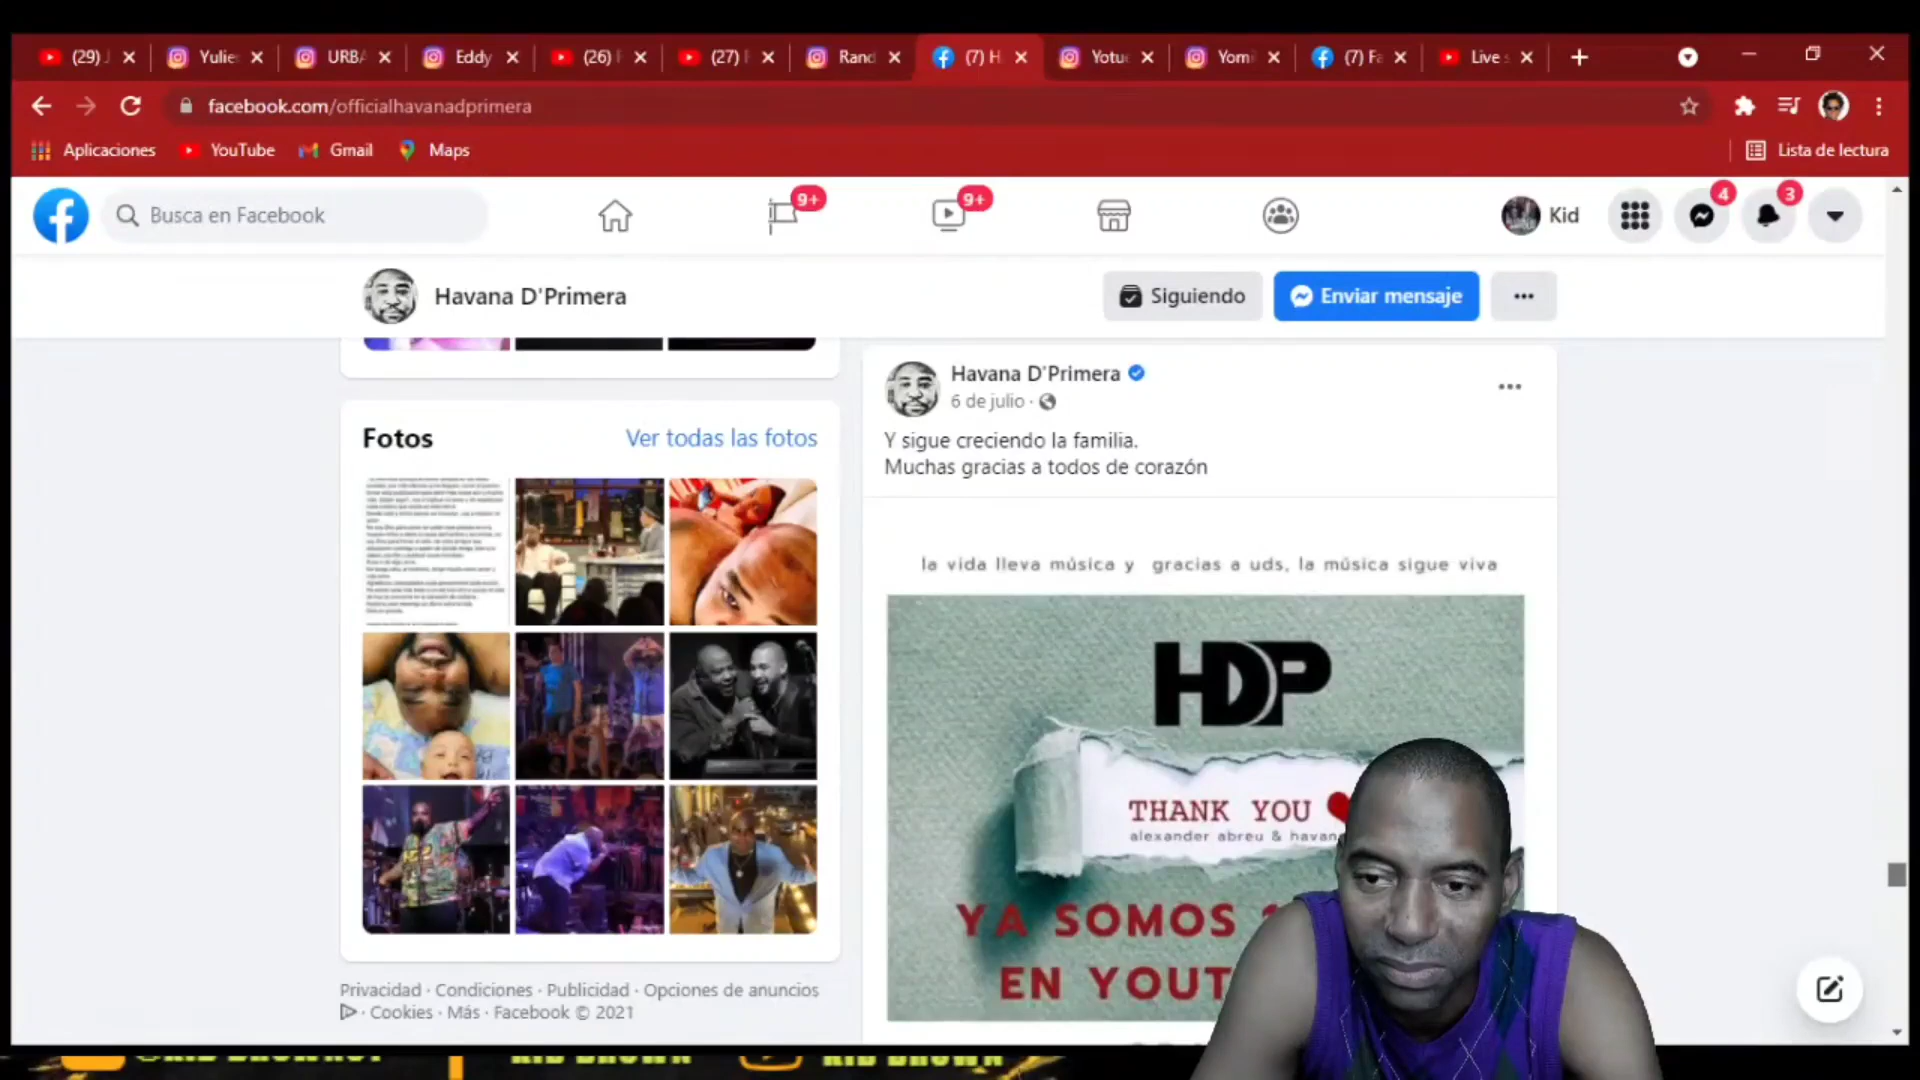 (29)
Yulie
URBA
Eddy
(26)
(27)
Rand
(7) H
Yotu
Yomi
(7) Fa
Live
facebook.com/officialhavanadprimera
Aplicaciones
YouTube
Gmail
Maps
Lista de lectura
Busca en Facebook
9+
9+
Kid
4
3
Havana D'Primera
Siguiendo
Enviar mensaje
Havana D'Primera
6 de julio ·
Y sigue creciendo la familia.
Muchas gracias a todos de corazón
Fotos
Ver todas las fotos
la vida lleva música y gracias a uds, la música sigue viva
HDP
THANK YOU
alexander abreu & havan
YA SOMOS
EN YOUT
Privacidad · Condiciones · Publicidad · Opciones de anuncios
· Cookies · Más · Facebook © 2021
KID BROWN
KID BROWN